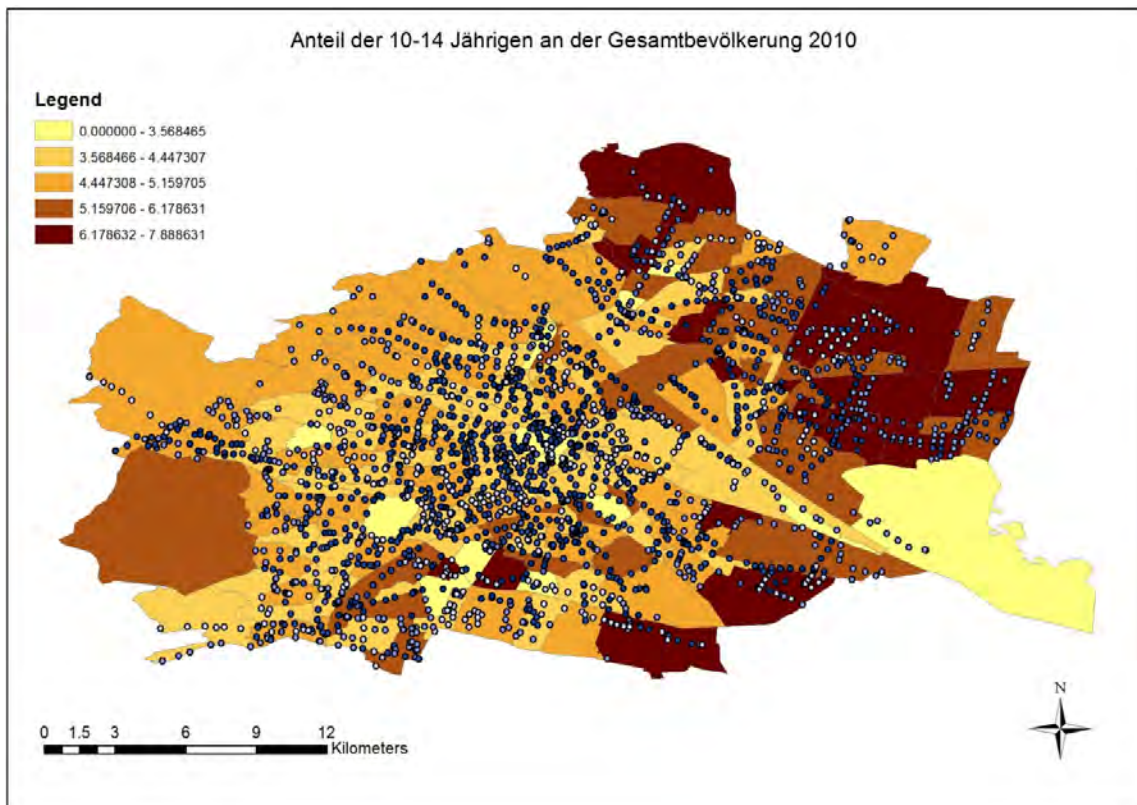 Anteil der 10-14 Jährigen an der Gesamtbevölkerung 2010
Legend
0.000000 - 3.568465
3.568466 - 4.447307
4.447308 - 5.159705
5.159706 - 6.178631
6.178632 - 7.888631
N
0 1.5 3 6 9 12
Kilometers